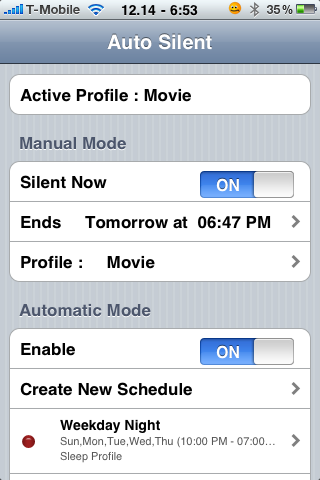 T-Mobile 12.14 - 6:53 35%
Auto Silent
Active Profile : Movie
Manual Mode
Silent Now ON
Ends Tomorrow at 06:47 PM
Profile : Movie
Automatic Mode
Enable ON
Create New Schedule
Weekday Night
Sun,Mon,Tue,Wed,Thu (10:00 PM - 07:00...
Sleep Profile